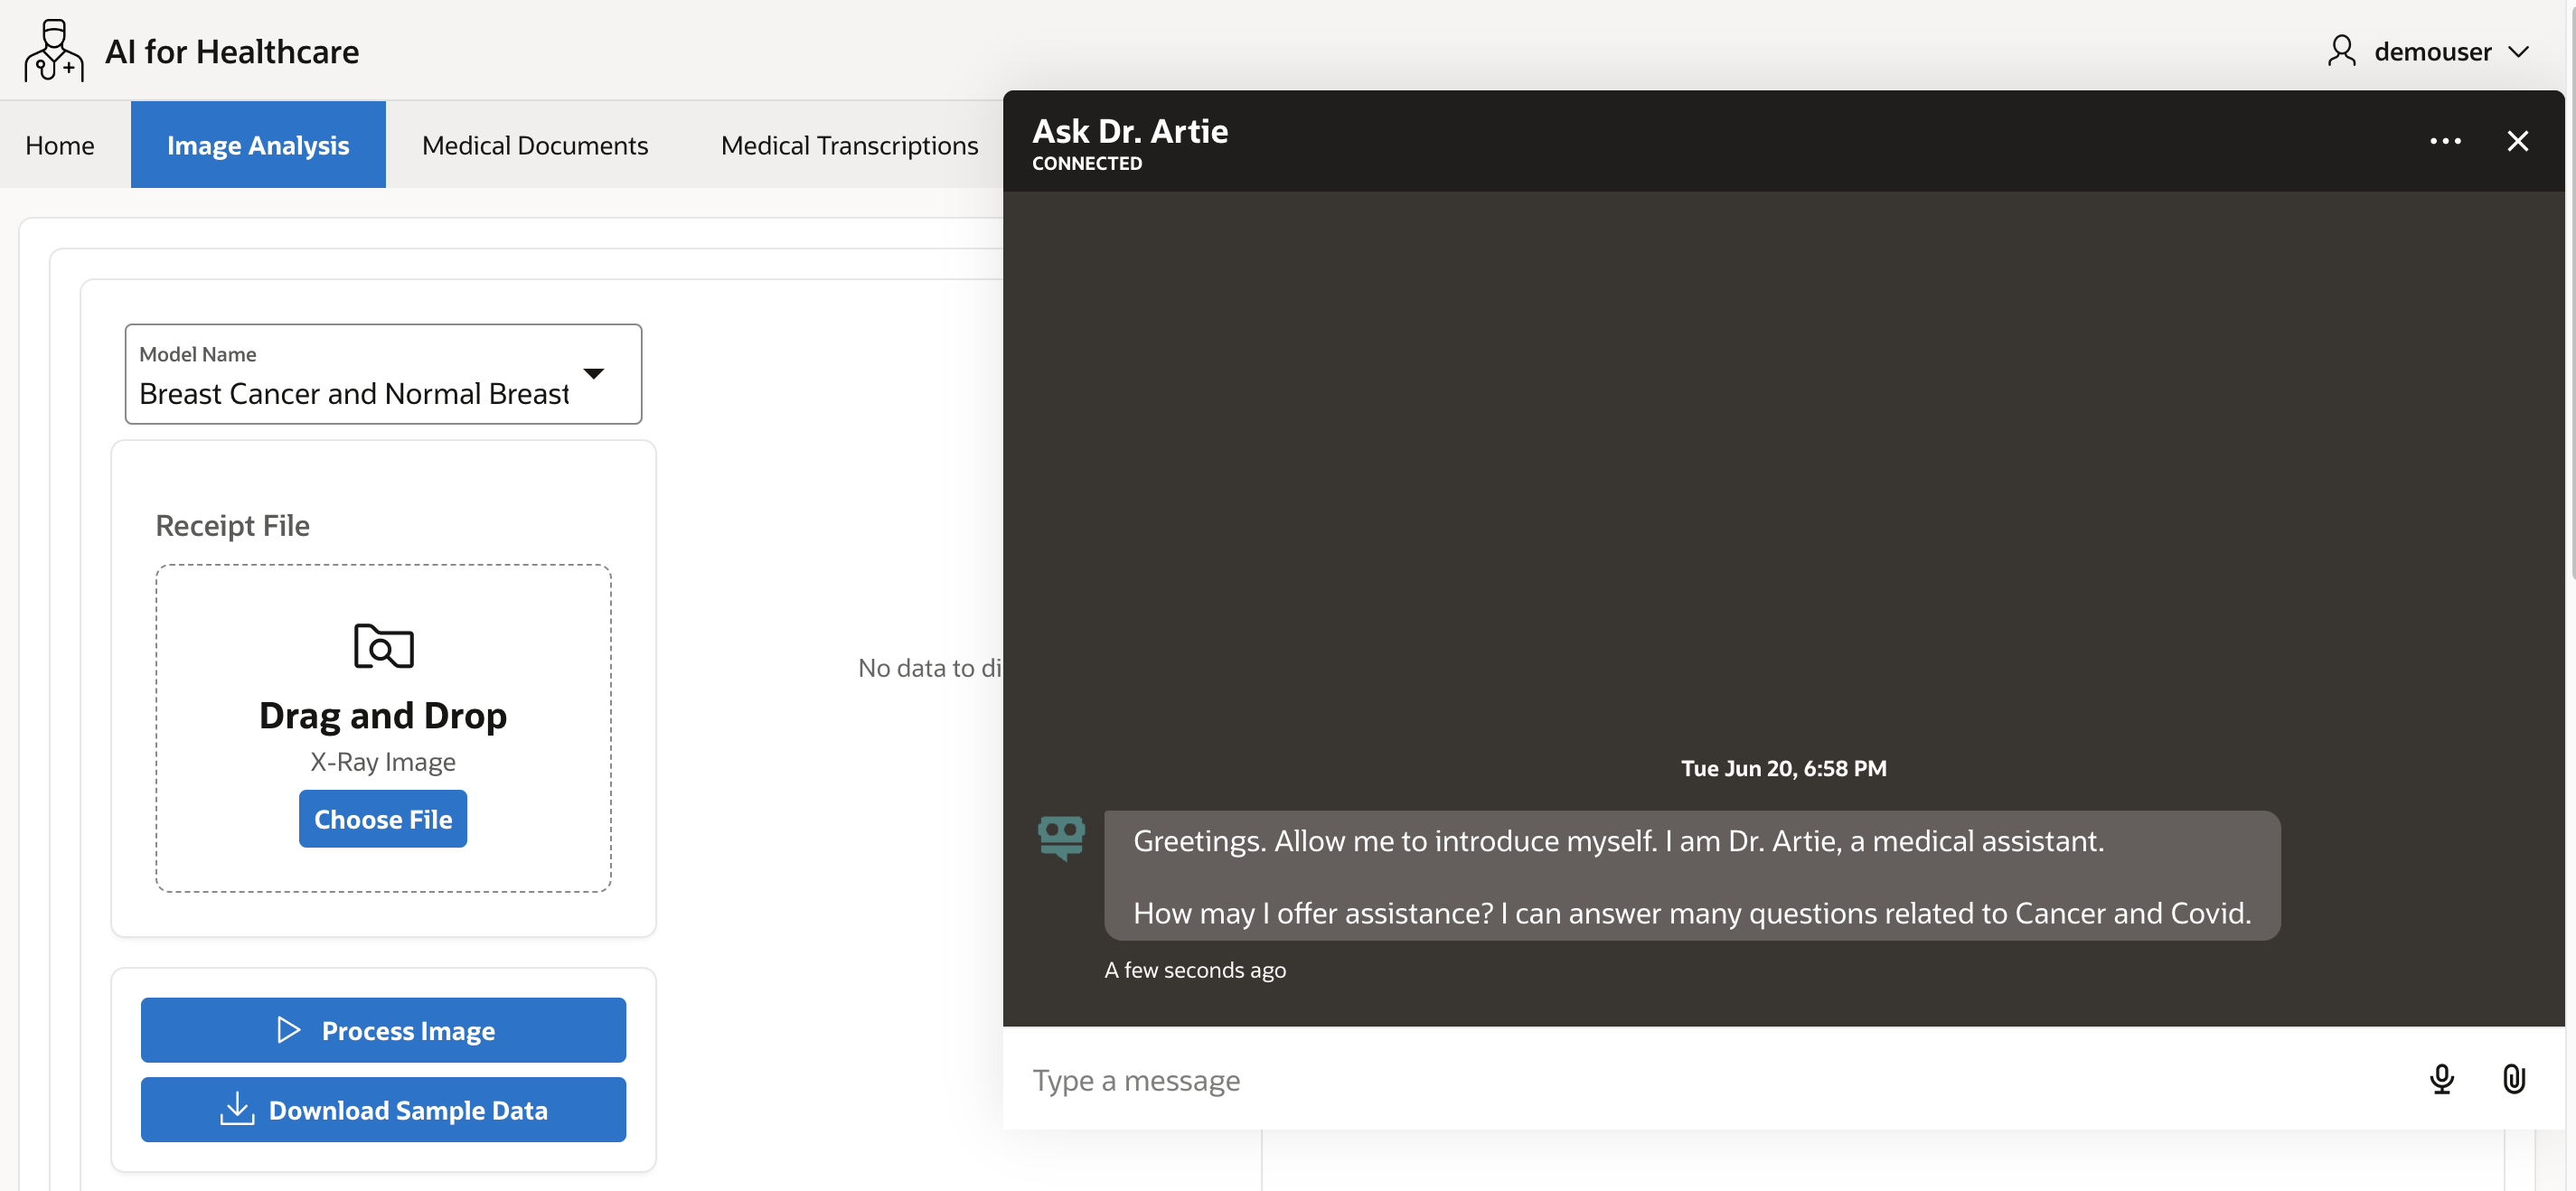 AI for Healthcare
demouser
Home
Image Analysis
Medical Documents
Medical Transcriptions
Model Name
Breast Cancer and Normal Breast
Receipt File
Drag and Drop
X-Ray Image
Choose File
Process Image
Download Sample Data
No data to di
Ask Dr. Artie
CONNECTED
Tue Jun 20, 6:58 PM
Greetings. Allow me to introduce myself. I am Dr. Artie, a medical assistant.
How may I offer assistance? I can answer many questions related to Cancer and Covid.
A few seconds ago
Type a message